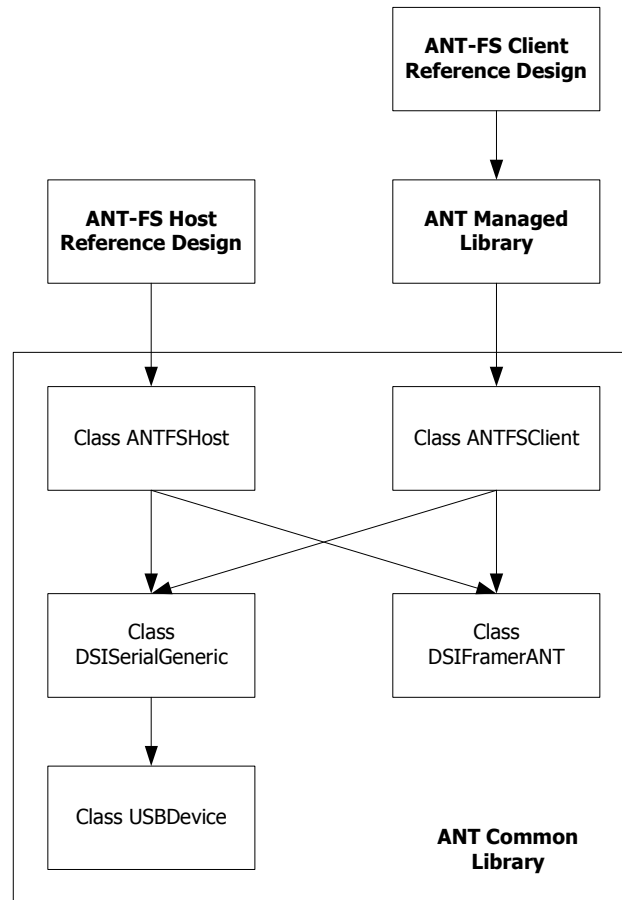 ANT-FS Client
Reference Design
ANT-FS Host
Reference Design
ANT Managed
Library
Class ANTFSHost
Class ANTFSClient
Class
DSISerialGeneric
Class
DSIFramerANT
Class USBDevice
ANT Common
Library